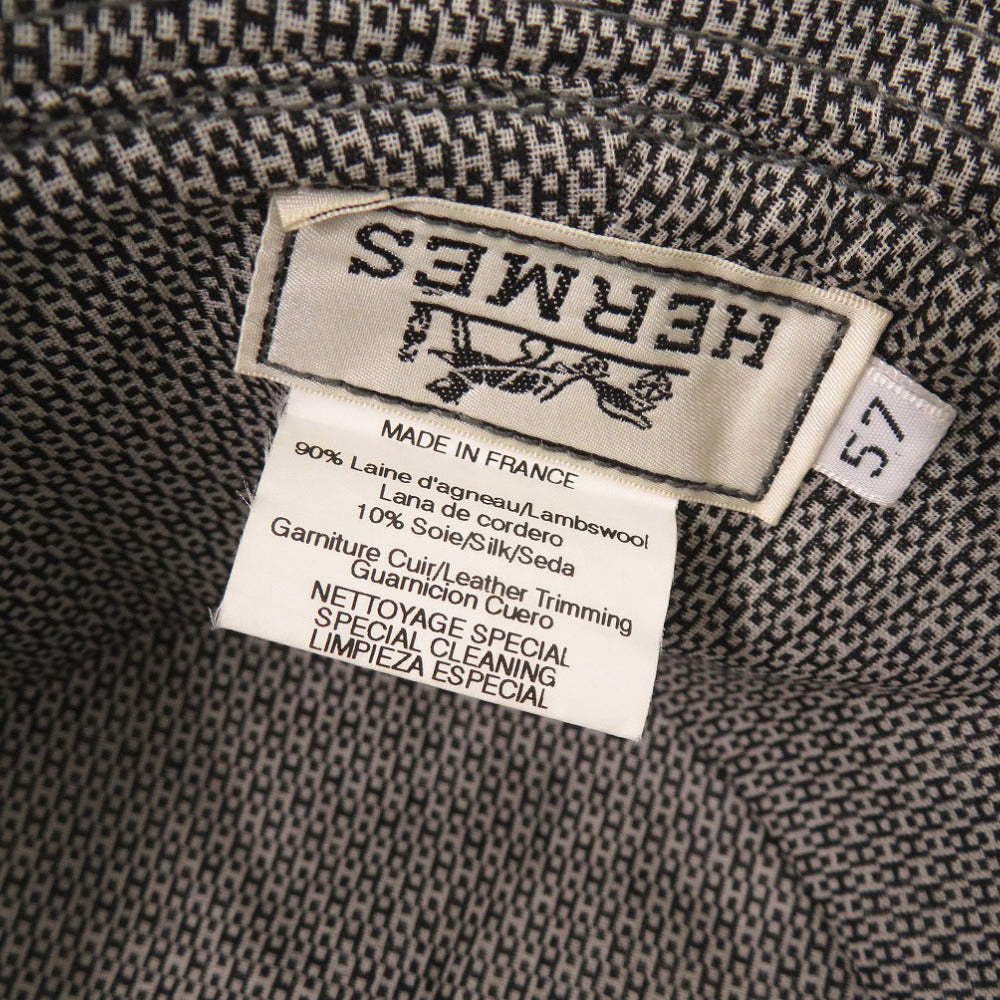 HERMES
57
MADE IN FRANCE
90% Laine d'agneau/Lambswool
Lana de cordero
10% Soie/Silk/Seda
Garniture Cuir/Leather Trimming
Guarnicion Cuero
NETTOYAGE SPECIAL
SPECIAL CLEANING
LIMPIEZA ESPECIAL